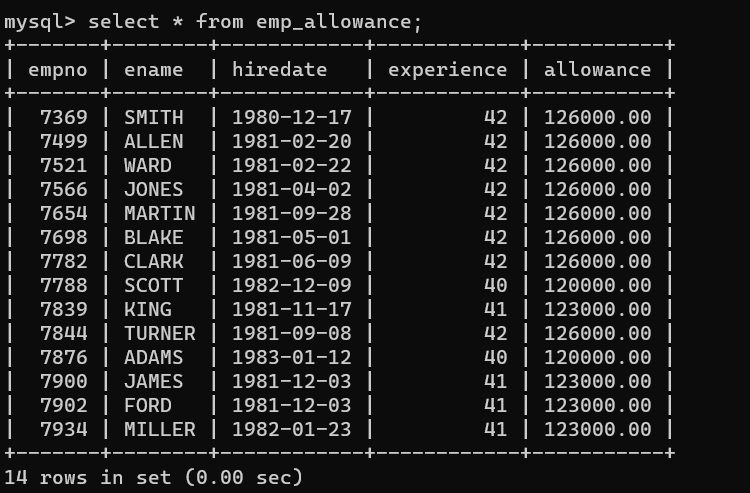 mysql> select * from emp_allowance;
+-------+--------+------------+------------+-----------+
| empno | ename  | hiredate   | experience | allowance |
+-------+--------+------------+------------+-----------+
|  7369 | SMITH  | 1980-12-17 |         42 | 126000.00 |
|  7499 | ALLEN  | 1981-02-20 |         42 | 126000.00 |
|  7521 | WARD   | 1981-02-22 |         42 | 126000.00 |
|  7566 | JONES  | 1981-04-02 |         42 | 126000.00 |
|  7654 | MARTIN | 1981-09-28 |         42 | 126000.00 |
|  7698 | BLAKE  | 1981-05-01 |         42 | 126000.00 |
|  7782 | CLARK  | 1981-06-09 |         42 | 126000.00 |
|  7788 | SCOTT  | 1982-12-09 |         40 | 120000.00 |
|  7839 | KING   | 1981-11-17 |         41 | 123000.00 |
|  7844 | TURNER | 1981-09-08 |         42 | 126000.00 |
|  7876 | ADAMS  | 1983-01-12 |         40 | 120000.00 |
|  7900 | JAMES  | 1981-12-03 |         41 | 123000.00 |
|  7902 | FORD   | 1981-12-03 |         41 | 123000.00 |
|  7934 | MILLER | 1982-01-23 |         41 | 123000.00 |
+-------+--------+------------+------------+-----------+
14 rows in set (0.00 sec)